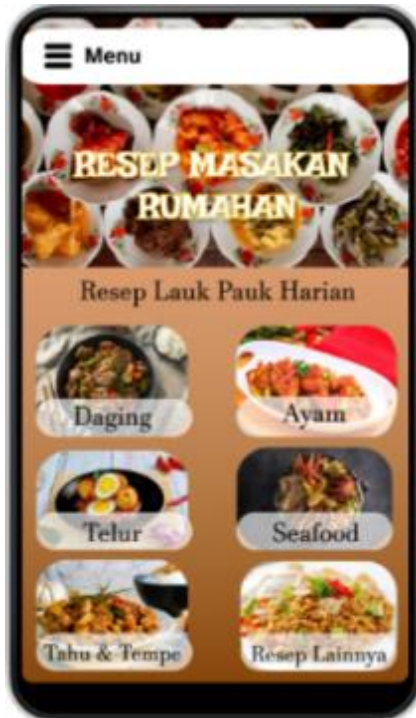 Menu
RESEP MASAKAN
RUMAHAN
Resep Lauk Pauk Harian
Daging
Ayam
Telur
Seafood
Tahu & Tempe
Resep Lainnya